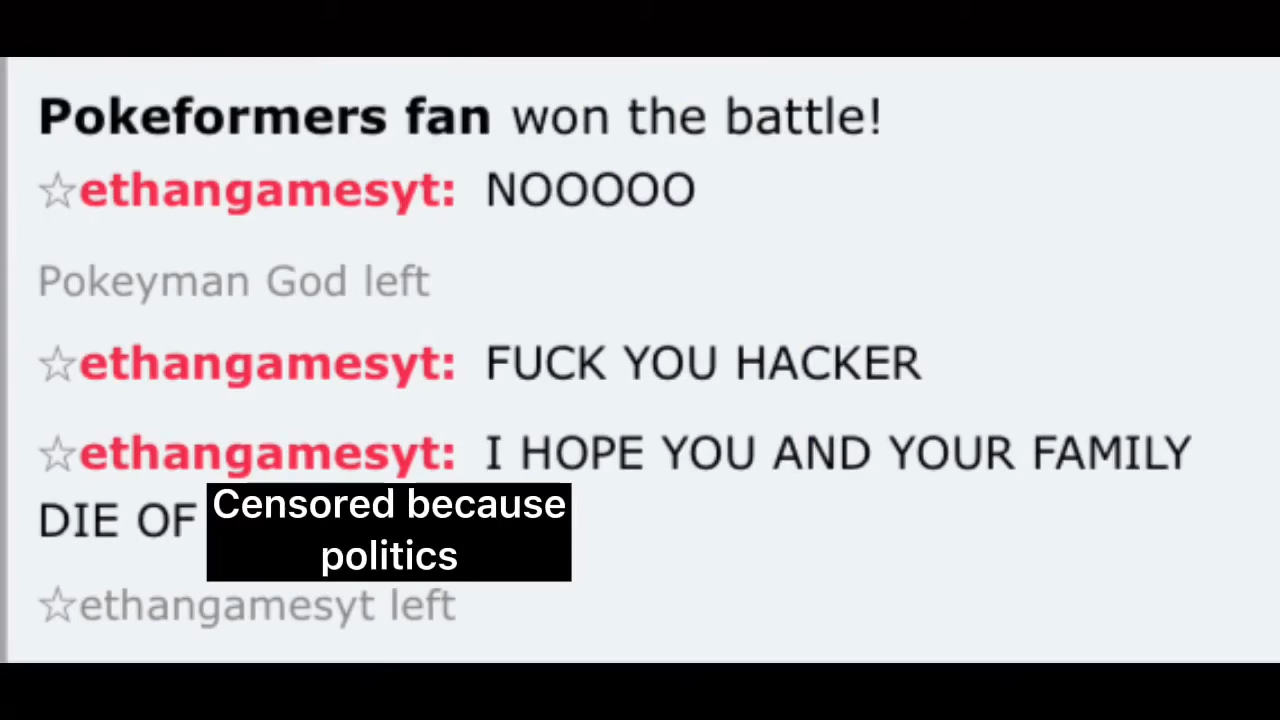 Pokeformers fan won the battle!
☆ethangamesyt: NOOOOO
Pokeyman God left
☆ethangamesyt: FUCK YOU HACKER
☆ethangamesyt: I HOPE YOU AND YOUR FAMILY
DIE OF Censored because
politics
☆ethangamesyt left